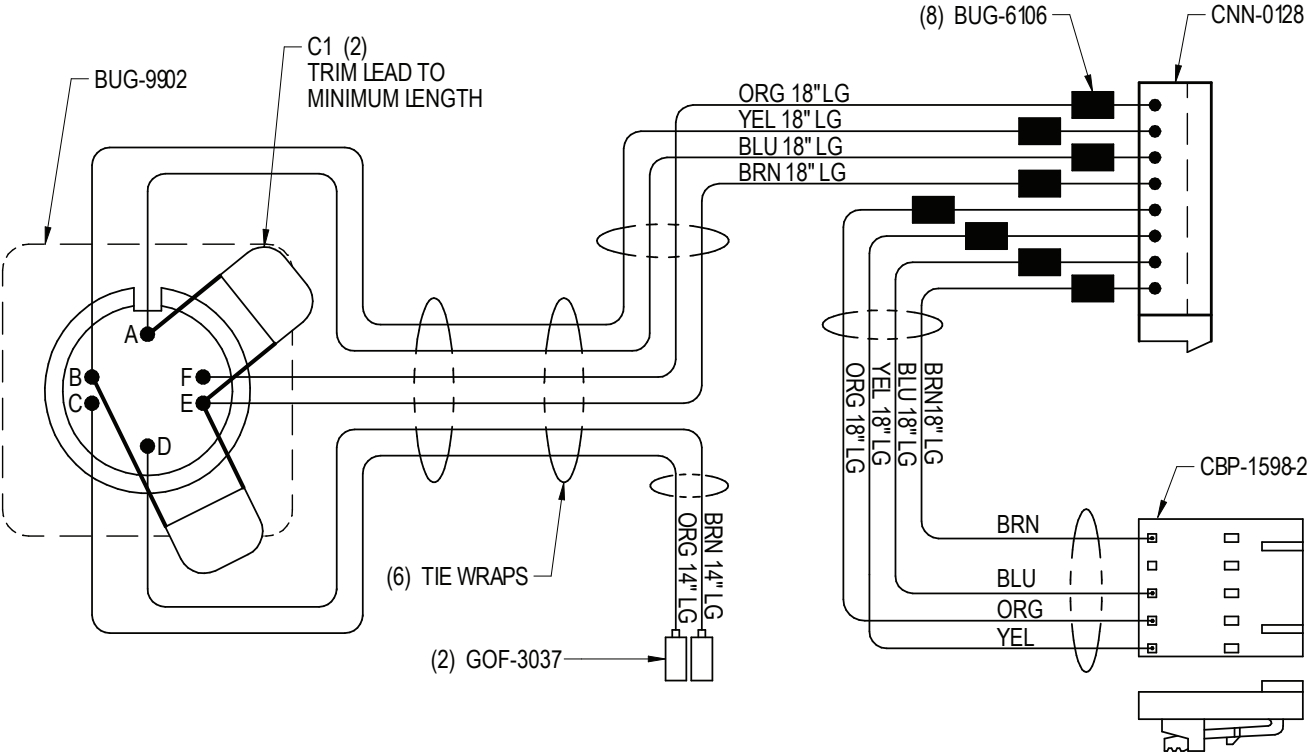 (8) BUG-6106
CNN-0128
C1 (2)
TRIM LEAD TO
MINIMUM LENGTH
BUG-9902
ORG 18" LG
YEL 18" LG
BLU 18" LG
BRN 18" LG
A
B
F
C
E
D
ORG 18" LG
YEL 18" LG
BLU 18" LG
BRN18" LG
CBP-1598-2
BRN
BLU
ORG
YEL
ORG 14" LG
BRN 14" LG
(6) TIE WRAPS
(2) GOF-3037